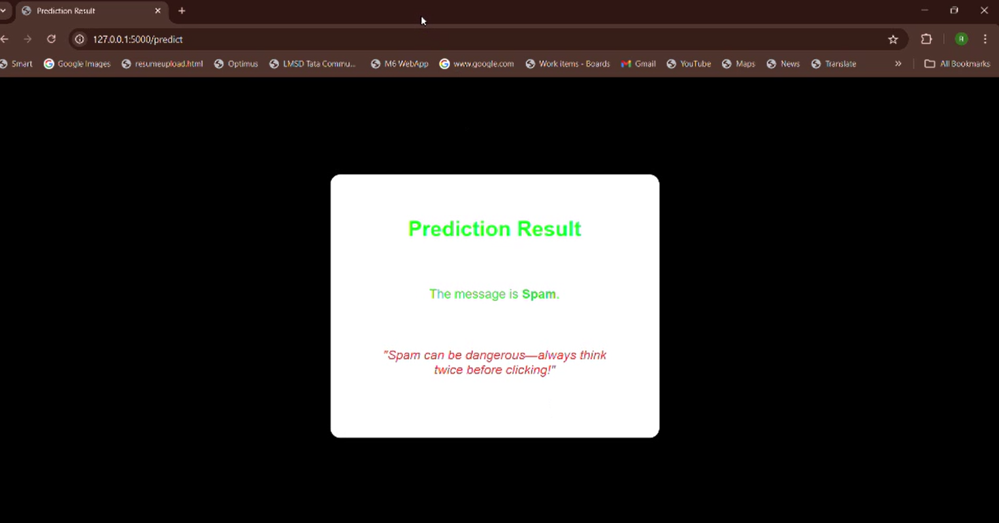 Prediction Result
127.0.0.1:5000/predict
Smart Google Images resumeupload.html Optimus LMSD Tata Commu... M6 WebApp www.google.com Work items - Boards Gmail YouTube Maps News Translate » All Bookmarks
Prediction Result
The message is Spam.
"Spam can be dangerous—always think
twice before clicking!"